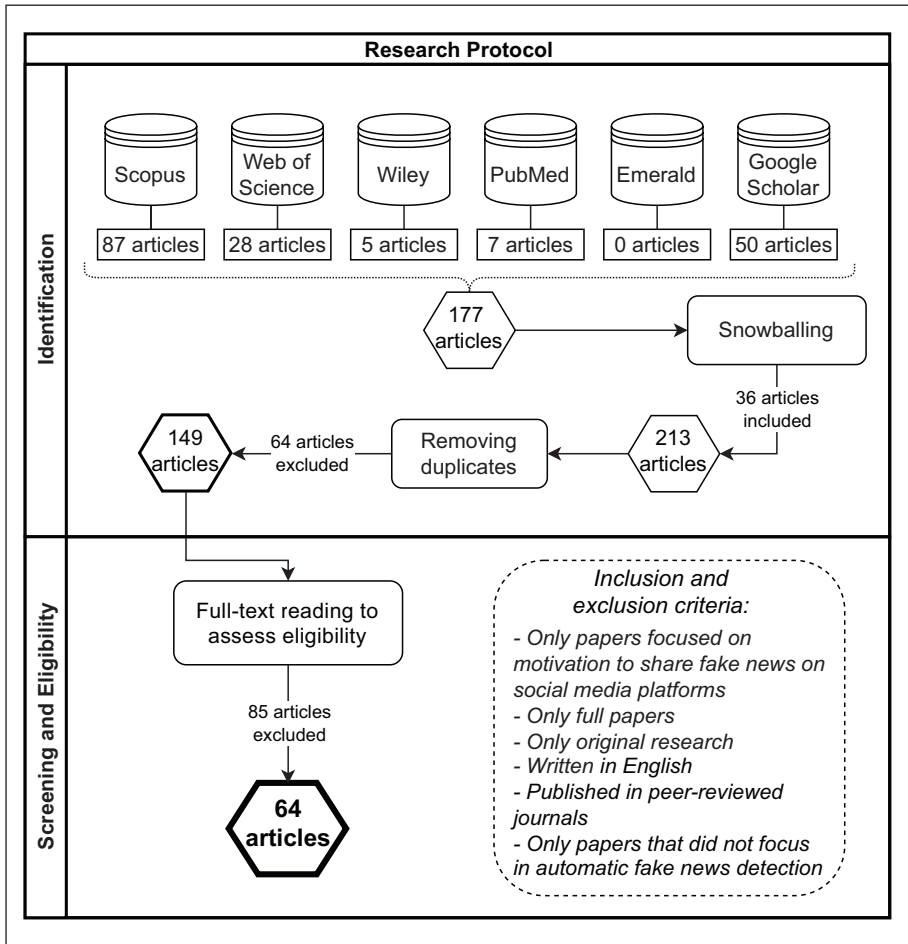 Research Protocol
Identification
Scopus
Web of
Science
Wiley
PubMed
Emerald
Google
Scholar
87 articles
28 articles
5 articles
7 articles
0 articles
50 articles
177
articles
Snowballing
36 articles
included
213
articles
Removing
duplicates
64 articles
excluded
149
articles
Screening and Eligibility
Full-text reading to
assess eligibility
85 articles
excluded
64
articles
Inclusion and
exclusion criteria:
- Only papers focused on
motivation to share fake news on
social media platforms
- Only full papers
- Only original research
- Written in English
- Published in peer-reviewed
journals
- Only papers that did not focus
in automatic fake news detection